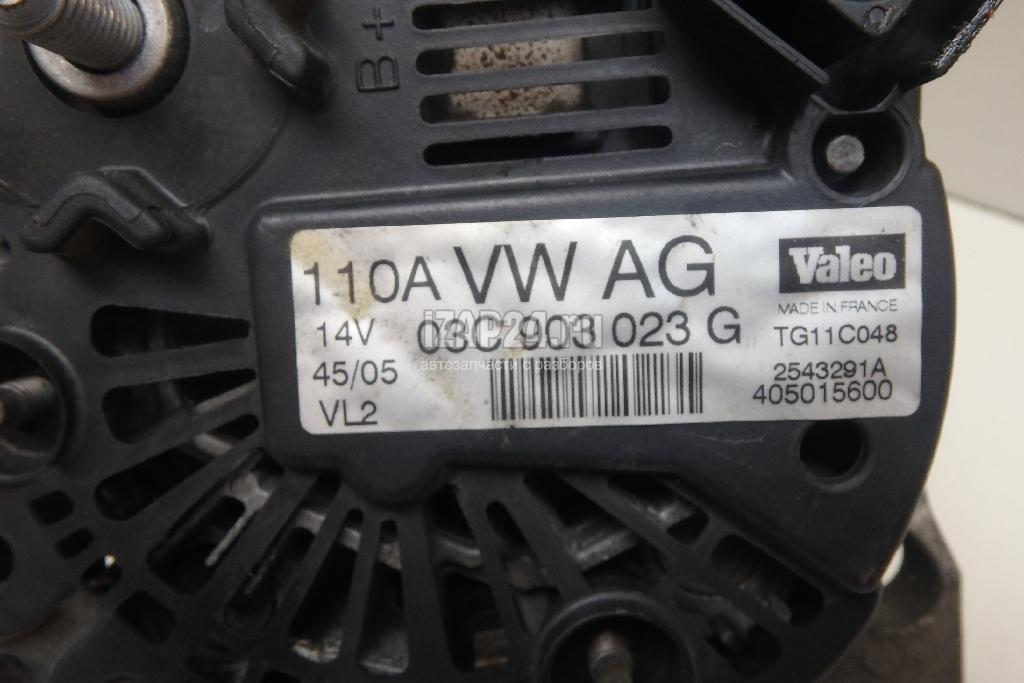 B+
110A VW AG
Valeo
MADE IN FRANCE
14V 03C 903 023 G
TG11C048
iZAP24.ru
автозапчасти с разборов
45/05
2543291A
VL2
405015600